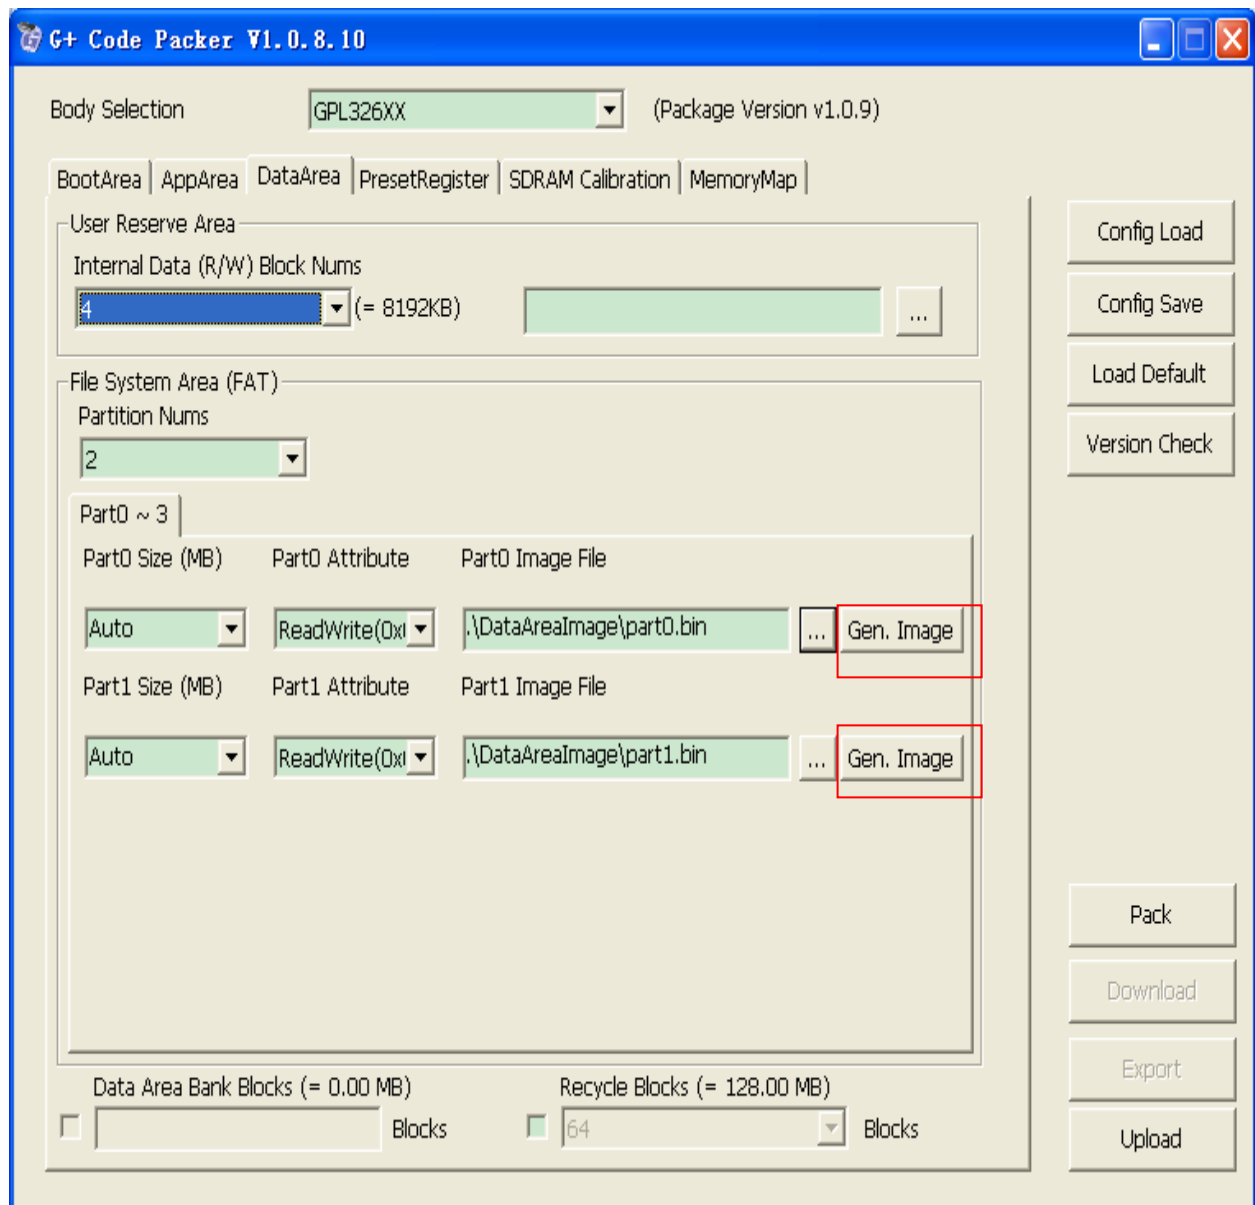 G+ Code Packer V1.0.8.10
Body Selection GPL326XX (Package Version v1.0.9)
BootArea AppArea DataArea PresetRegister SDRAM Calibration MemoryMap
User Reserve Area
Internal Data (R/W) Block Nums
4 (= 8192KB) ...
File System Area (FAT)
Partition Nums
2
Part0 ~ 3
Part0 Size (MB) Part0 Attribute Part0 Image File
Auto ReadWrite(0x .\DataAreaImage\part0.bin ... Gen. Image
Part1 Size (MB) Part1 Attribute Part1 Image File
Auto ReadWrite(0x .\DataAreaImage\part1.bin ... Gen. Image
Data Area Bank Blocks (= 0.00 MB) Recycle Blocks (= 128.00 MB)
Blocks 64 Blocks
Config Load
Config Save
Load Default
Version Check
Pack
Download
Export
Upload